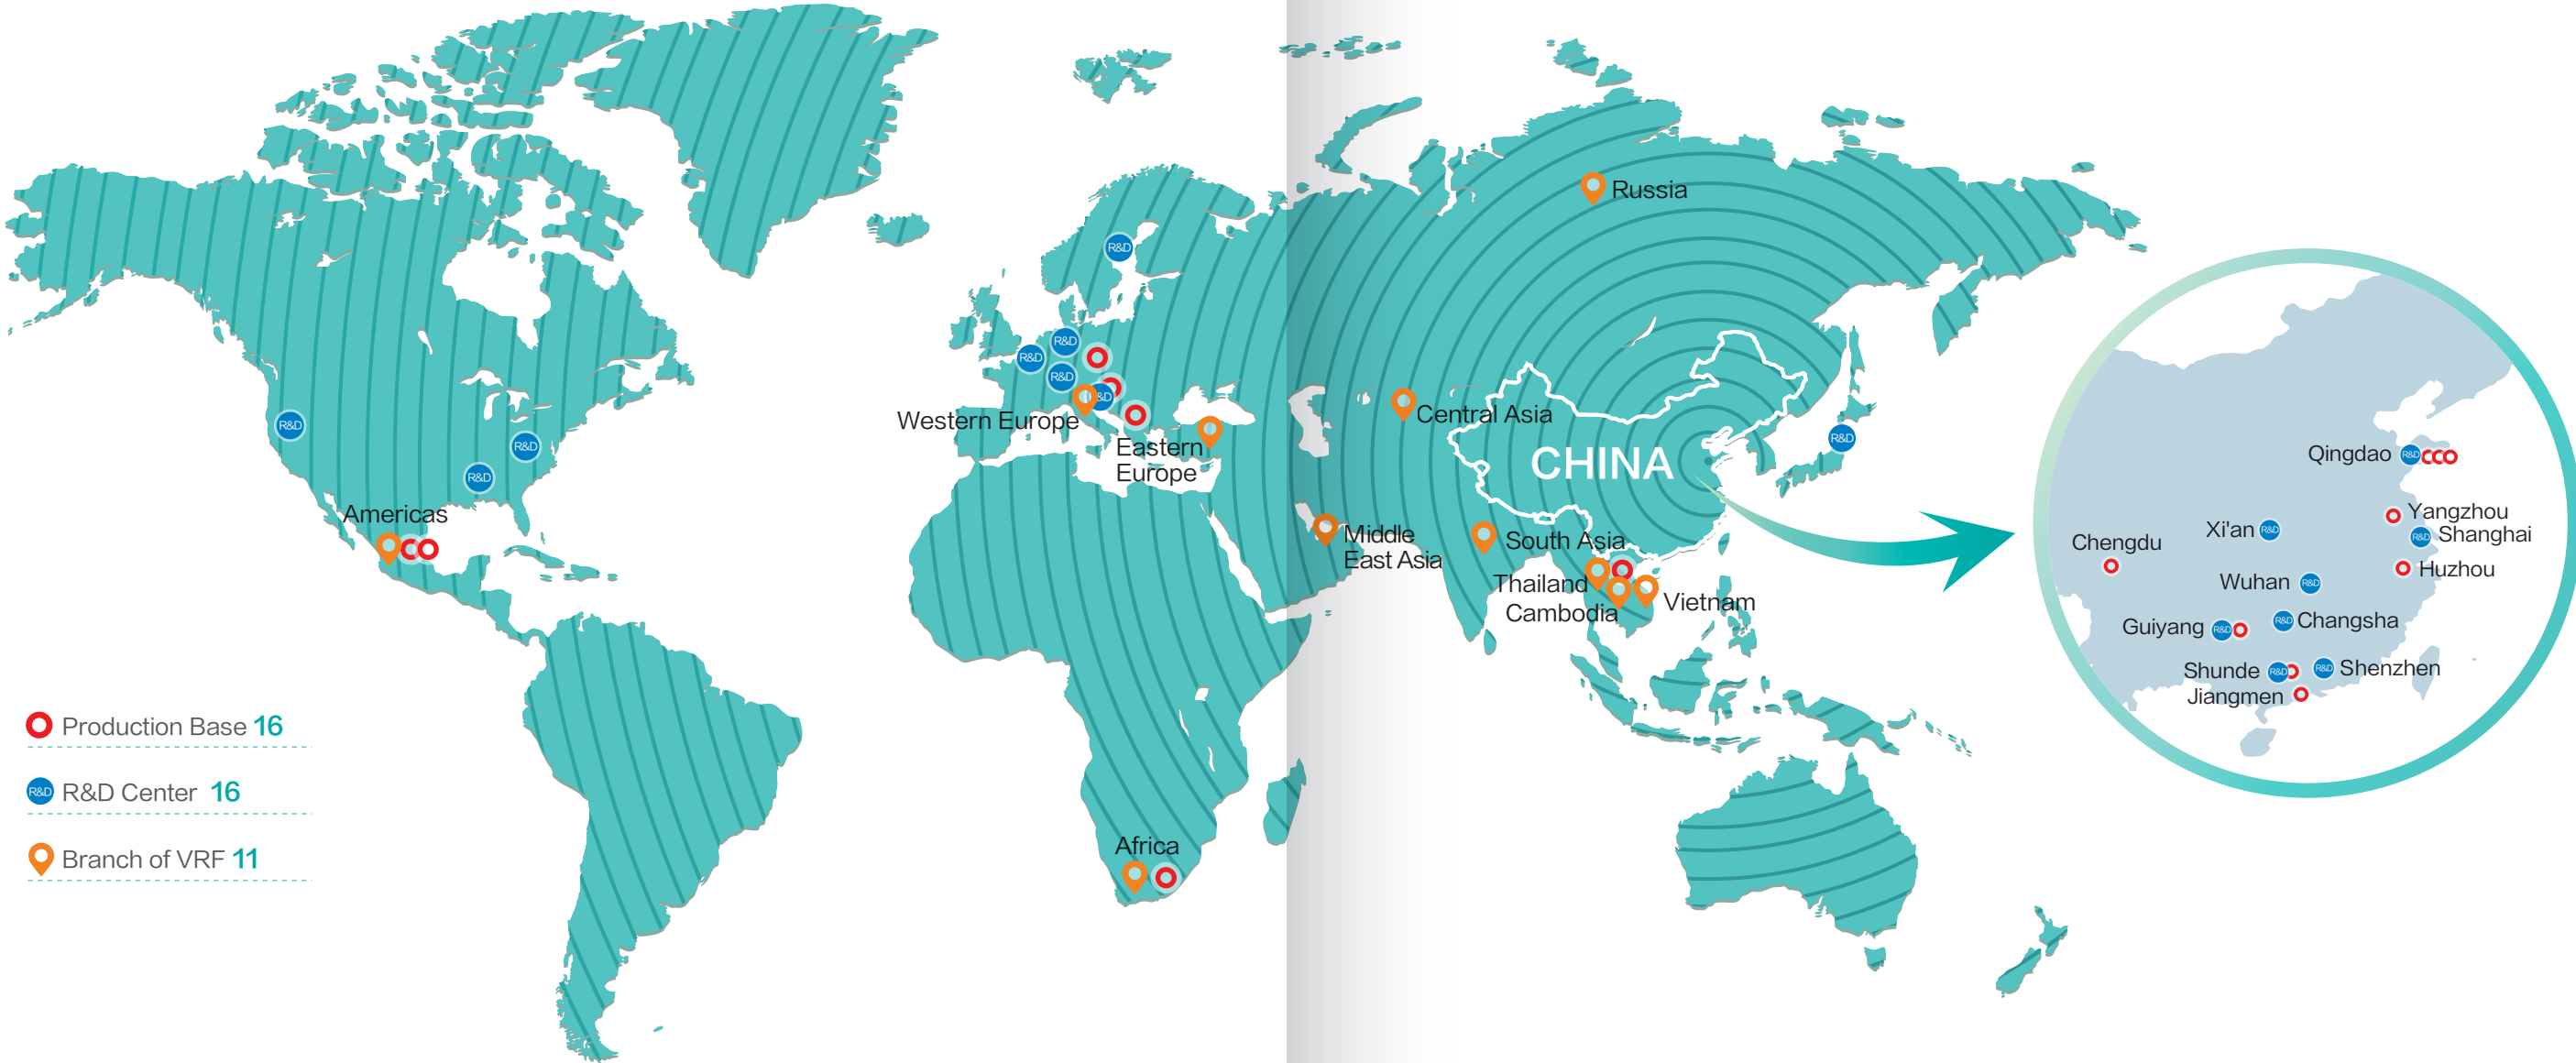 Russia
R&D
R&D
R&D
R&D
R&D
R&D
R&D
R&D
R&D
Western Europe
Eastern
Europe
Central Asia
CHINA
Americas
Middle
East Asia
South Asia
Thailand
Cambodia
Vietnam
Africa
Qingdao R&D
Yangzhou
Xi'an R&D
R&D Shanghai
Chengdu
Huzhou
Wuhan R&D
R&D Changsha
Guiyang R&D
Shunde R&D
R&D Shenzhen
Jiangmen
Production Base 16
R&D R&D Center 16
Branch of VRF 11